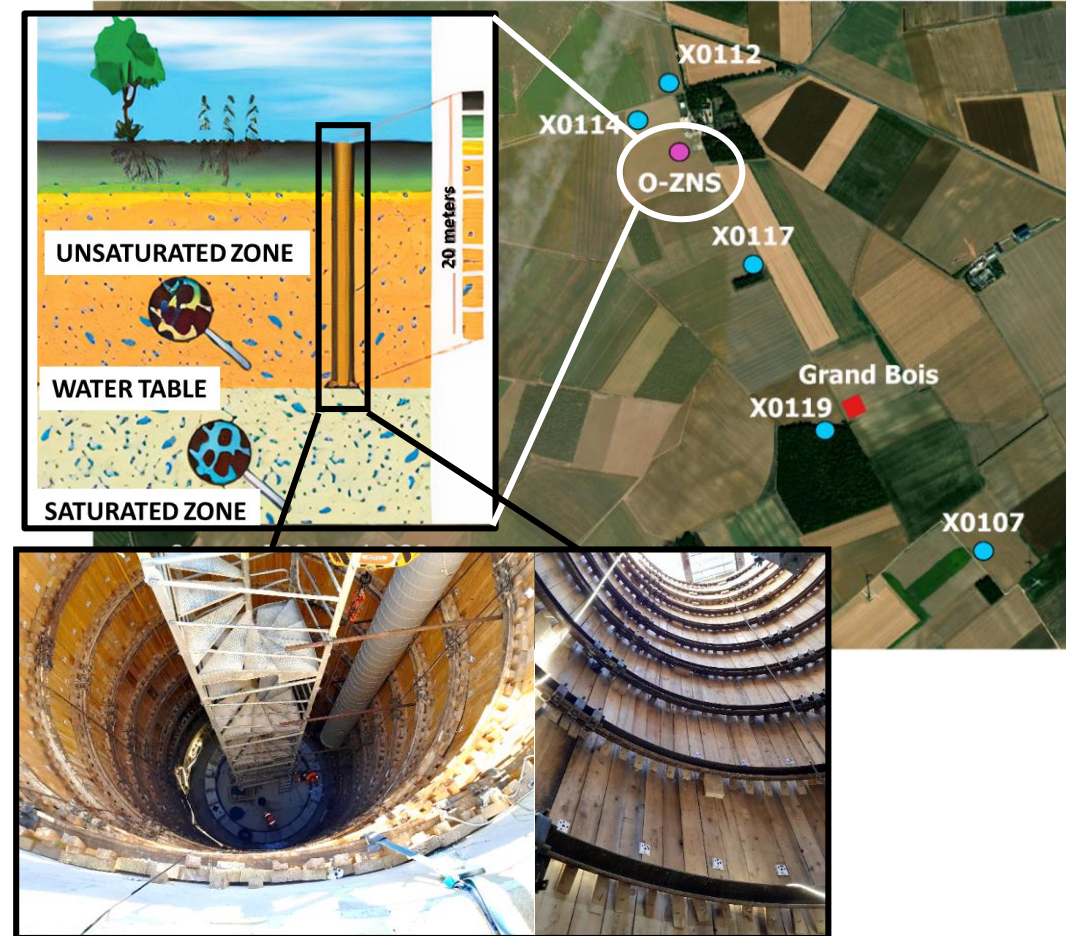 X0112
X0114
O-ZNS
X0117
UNSATURATED ZONE
20 meters
WATER TABLE
Grand Bois
X0119
SATURATED ZONE
X0107